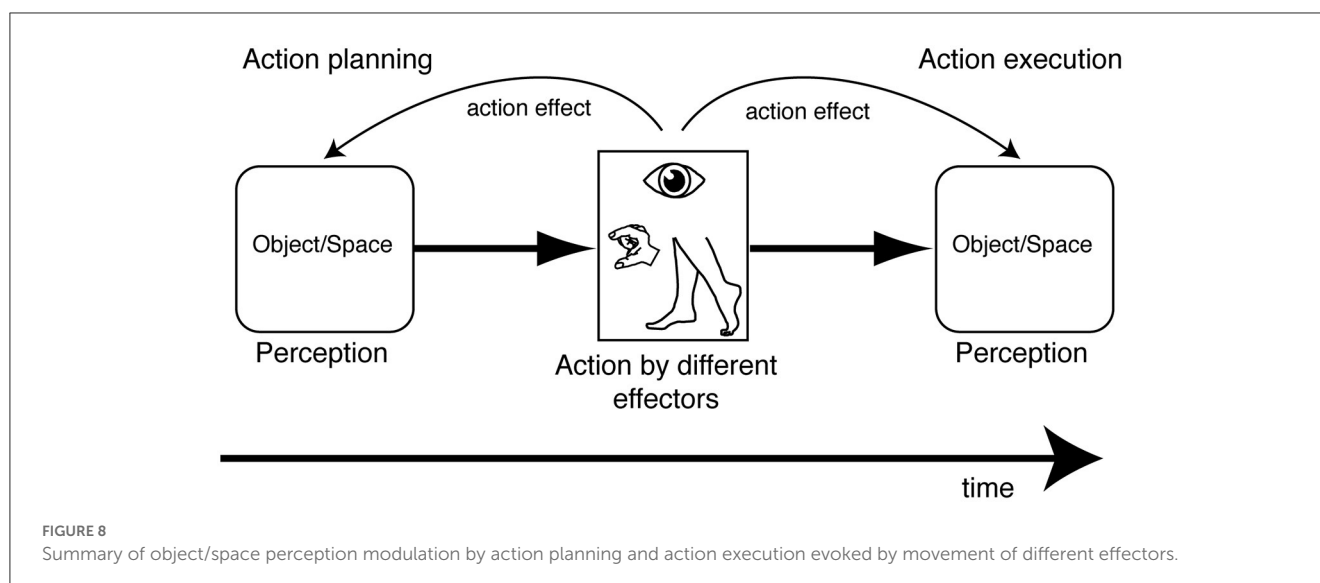 Action planning
Action execution
action effect
action effect
Object/Space
Object/Space
Perception
Perception
Action by different
effectors
time
FIGURE 8
Summary of object/space perception modulation by action planning and action execution evoked by movement of different effectors.